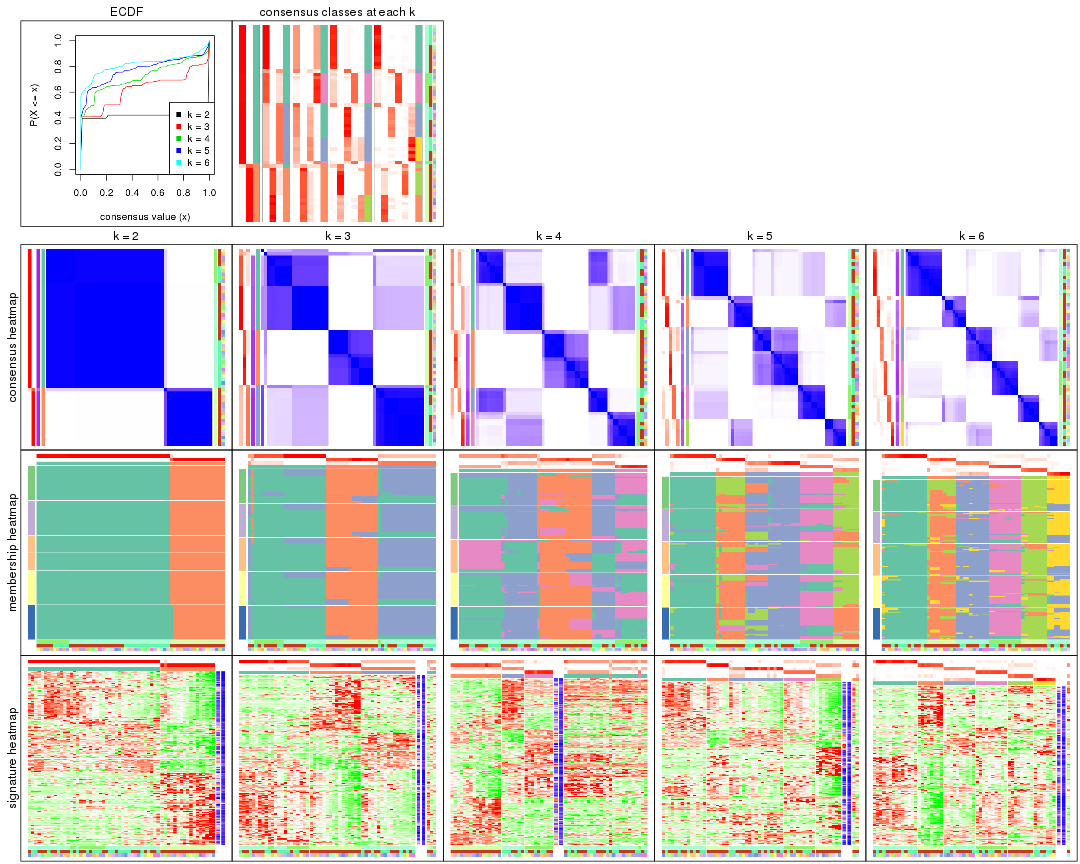 ECDF
consensus classes at each k
P(X <= x)
0.0 0.2 0.4 0.6 0.8 1.0
k = 2
k = 3
k = 4
k = 5
k = 6
0.0 0.2 0.4 0.6 0.8 1.0
consensus value (x)
k = 2
k = 3
k = 4
k = 5
k = 6
consensus heatmap
membership heatmap
signature heatmap